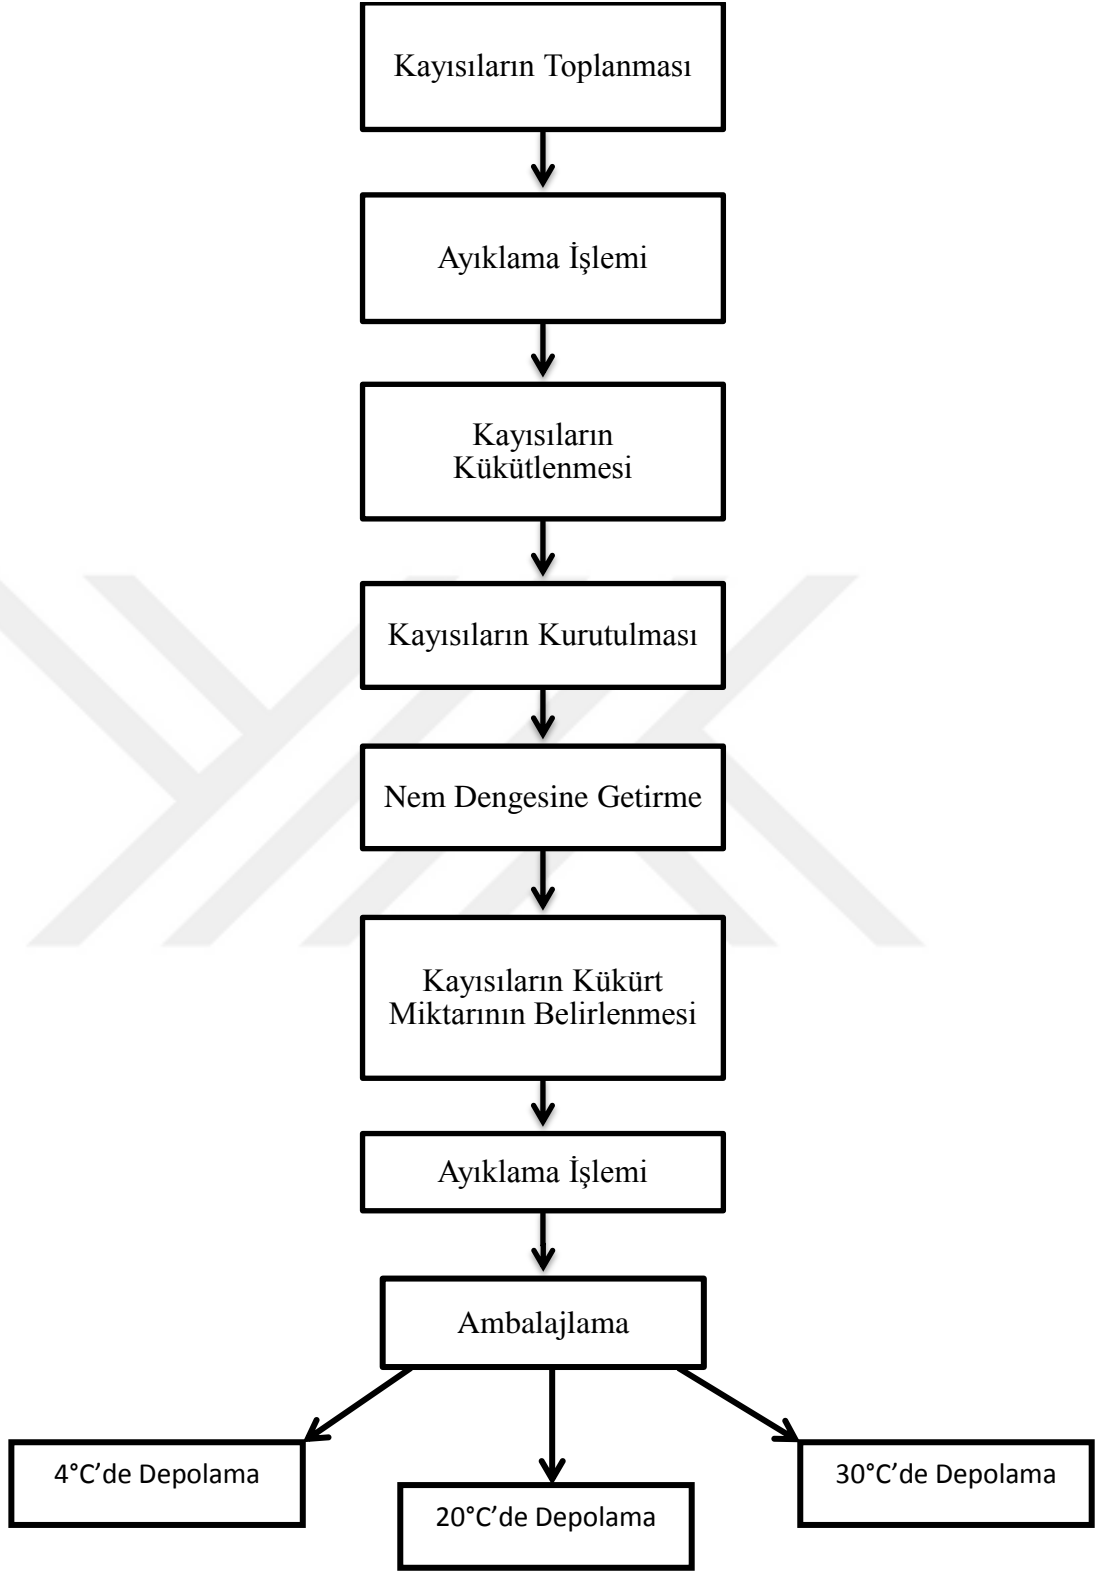 Kayısıların Toplanması
Ayıklama İşlemi
Kayısıların
Kükütlenmesi
Kayısıların Kurutulması
Nem Dengesine Getirme
Kayısıların Kükürt
Miktarının Belirlenmesi
Ayıklama İşlemi
Ambalajlama
4°C’de Depolama
20°C’de Depolama
30°C’de Depolama